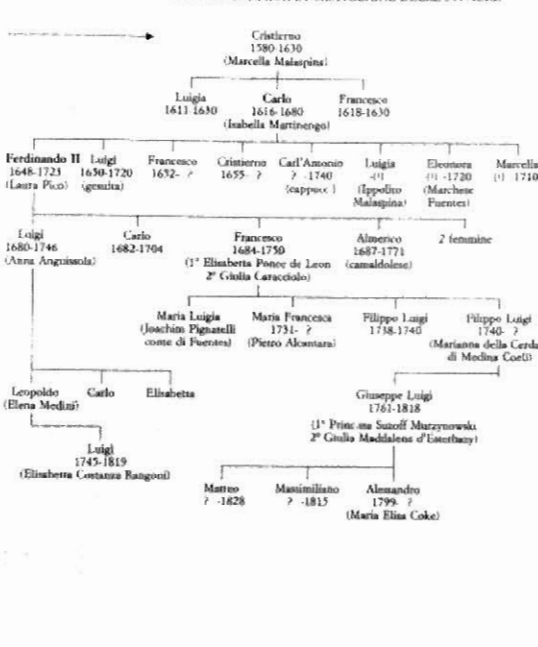 Cristierno
1580-1630
(Marcella Malaspina)
Luigia
1611-1630
Carlo
1616-1680
(Isabella Martinengo)
Francesco
1618-1630
Ferdinando II
1648-1723
(Laura Pico)
Luigi
1650-1720
(gesuita)
Francesco
1652- ?
Cristierno
1655- ?
Carl'Antonio
? -1740
(cappucc.)
Luigia
-(¹)
(Ippolito
Malaspina)
Eleonora
(¹) -1720
(Marchese
Fuentes)
Marcella
(¹) 1710
Luigi
1680-1746
(Anna Anguissola)
Carlo
1682-1704
Francesco
1684-1750
(1ª Elisabetta Ponce de Leon
2ª Giulia Caracciolo)
Almerico
1687-1771
(camaldolese)
2 femmine
Maria Luigia
(Joachim Pignatelli
conte di Fuentes)
Maria Francesca
1731- ?
(Pietro Alcantara)
Filippo Luigi
1738-1740
Filippo Luigi
1740- ?
(Marianna della Cerda
di Medina Coeli)
Leopoldo
(Elena Medini)
Carlo
Elisabetta
Giuseppe Luigi
1761-1818
2ª Giulia Maddalena d'Esterhazy)
Luigi
1745-1819
(Elisabetta Costanza Rangoni)
Matteo
? -1828
Massimiliano
? -1815
Alessandro
1799- ?
(Maria Elisa Coke)